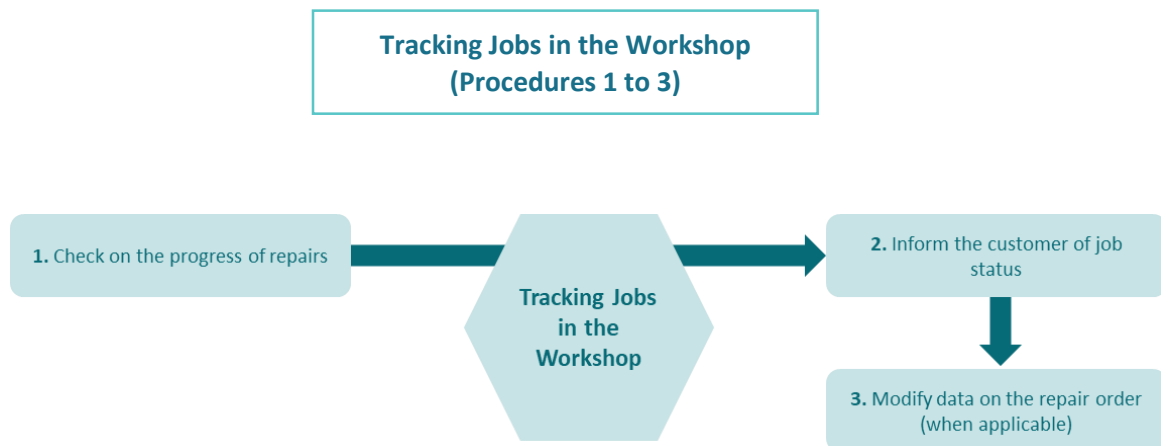 Tracking Jobs in the Workshop
(Procedures 1 to 3)
1. Check on the progress of repairs
Tracking Jobs
in the
Workshop
2. Inform the customer of job
status
3. Modify data on the repair order
(when applicable)